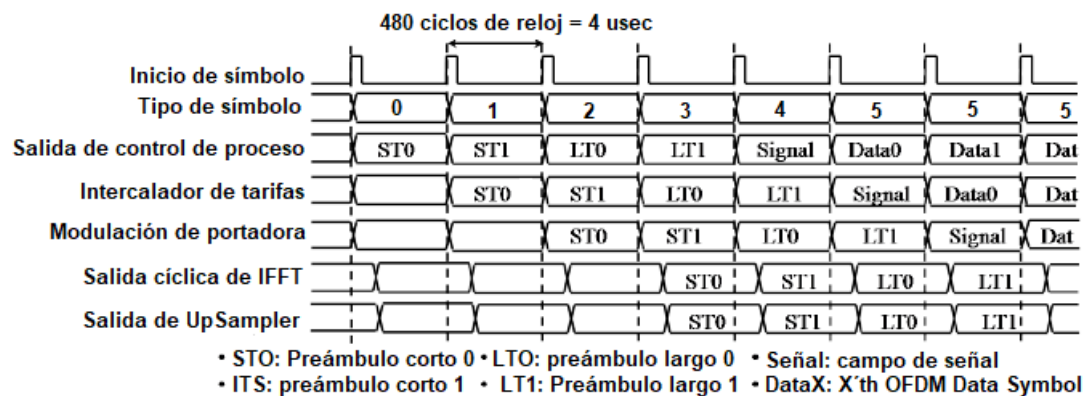 480 ciclos de reloj = 4 usec
Inicio de símbolo
Tipo de símbolo 0 1 2 3 4 5 5 5
Salida de control de proceso ST0 ST1 LT0 LT1 Signal Data0 Data1 Dat
Intercalador de tarifas ST0 ST1 LT0 LT1 Signal Data0 Dat
Modulación de portadora ST0 ST1 LT0 LT1 Signal Dat
Salida cíclica de IFFT ST0 ST1 LT0 LT1
Salida de UpSampler ST0 ST1 LT0 LT1
• STO: Preámbulo corto 0 • LTO: preámbulo largo 0 • Señal: campo de señal
• ITS: preámbulo corto 1 • LT1: Preámbulo largo 1 • DataX: X´th OFDM Data Symbol